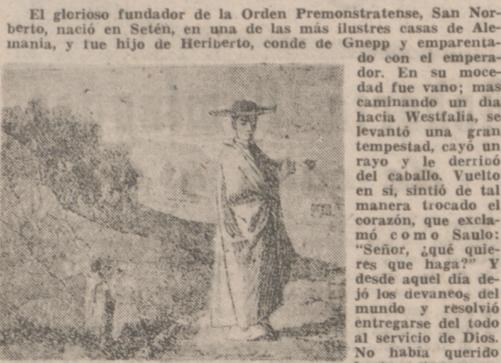 El glorioso fundador de la Orden Premonstratense, San Nor-
berto, nació en Setén, en una de las más ilustres casas de Ale-
mania, y fue hijo de Heriberto, conde de Gnepp y emparenta-
do con el empera-
dor. En su moce-
dad fue vano; mas
caminando un día
hacia Westfalia, se
levantó una gran
tempestad, cayó un
rayo y le derribó
del caballo. Vuelto
en sí, sintió de tal
manera trocado el
corazón, que excla-
mó como Saulo:
"Señor, ¿qué quie-
res que haga?" Y
desde aquel día de-
jó los devaneos del
mundo y resolvió
entregarse del todo
al servicio de Dios.
No había querido